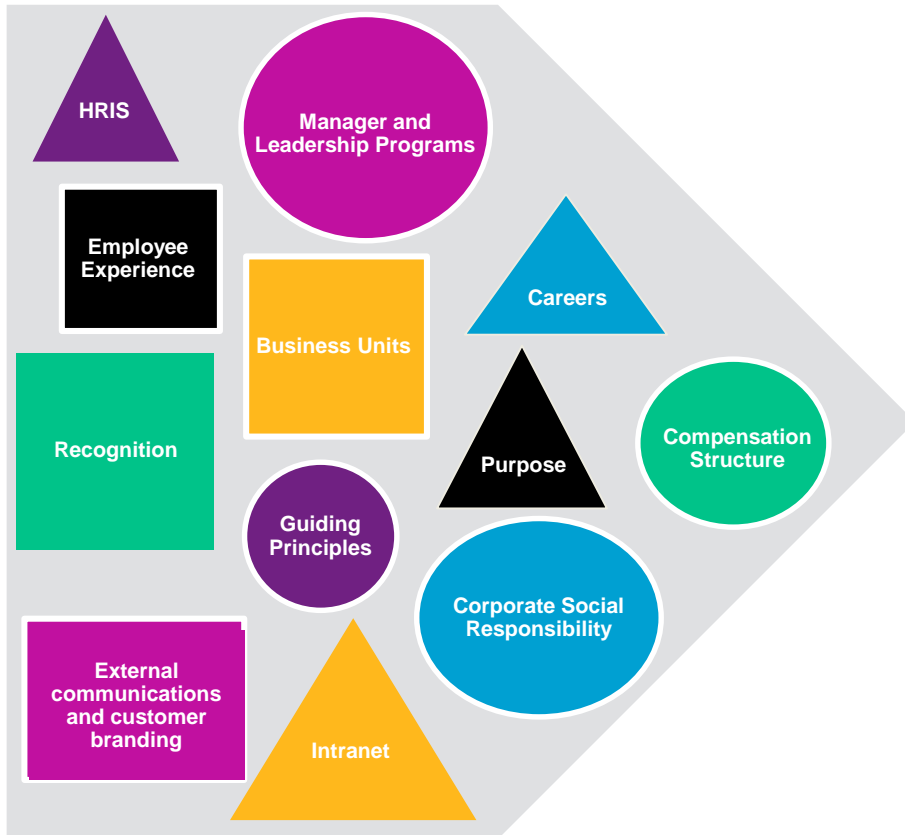 HRIS
Manager and
Leadership Programs
Employee
Experience
Careers
Business Units
Recognition
Purpose
Compensation
Structure
Guiding
Principles
Corporate Social
Responsibility
External
communications
and customer
branding
Intranet